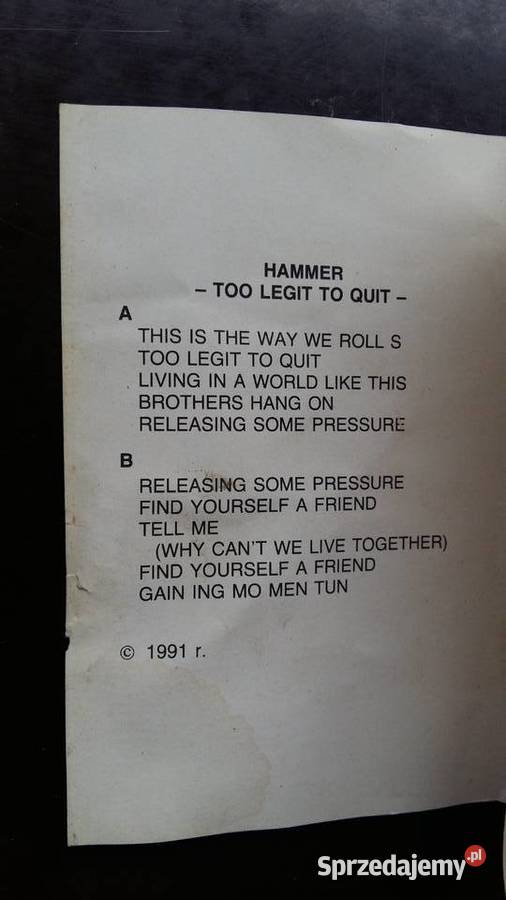 HAMMER
– TOO LEGIT TO QUIT –
A
THIS IS THE WAY WE ROLL S
TOO LEGIT TO QUIT
LIVING IN A WORLD LIKE THIS
BROTHERS HANG ON
RELEASING SOME PRESSURE
B
RELEASING SOME PRESSURE
FIND YOURSELF A FRIEND
TELL ME
(WHY CAN'T WE LIVE TOGETHER)
FIND YOURSELF A FRIEND
GAIN ING MO MEN TUN
© 1991 r.
Sprzedajemy.pl